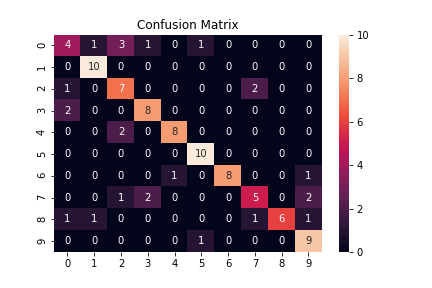 Confusion Matrix
0 4 1 3 1 0 1 0 0 0 0
1 0 10 0 0 0 0 0 0 0 0
2 1 0 7 0 0 0 0 2 0 0
3 2 0 0 8 0 0 0 0 0 0
4 0 0 2 0 8 0 0 0 0 0
5 0 0 0 0 0 10 0 0 0 0
6 0 0 0 0 1 0 8 0 0 1
7 0 0 1 2 0 0 0 5 0 2
8 1 1 0 0 0 0 0 1 6 1
9 0 0 0 0 0 1 0 0 0 9
0 1 2 3 4 5 6 7 8 9
10
8
6
4
2
0